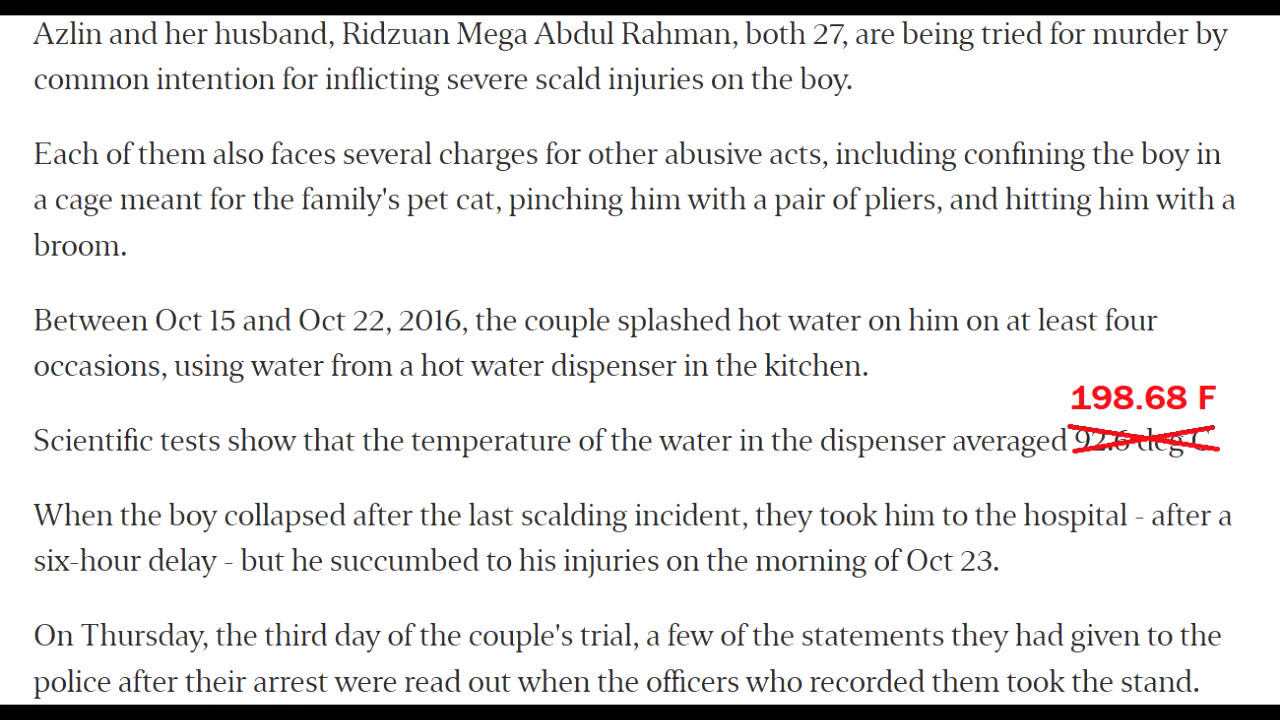 Azlin and her husband, Ridzuan Mega Abdul Rahman, both 27, are being tried for murder by
common intention for inflicting severe scald injuries on the boy.
Each of them also faces several charges for other abusive acts, including confining the boy in
a cage meant for the family's pet cat, pinching him with a pair of pliers, and hitting him with a
broom.
Between Oct 15 and Oct 22, 2016, the couple splashed hot water on him on at least four
occasions, using water from a hot water dispenser in the kitchen.
198.68 F
Scientific tests show that the temperature of the water in the dispenser averaged 92.6 deg C
When the boy collapsed after the last scalding incident, they took him to the hospital - after a
six-hour delay - but he succumbed to his injuries on the morning of Oct 23.
On Thursday, the third day of the couple's trial, a few of the statements they had given to the
police after their arrest were read out when the officers who recorded them took the stand.